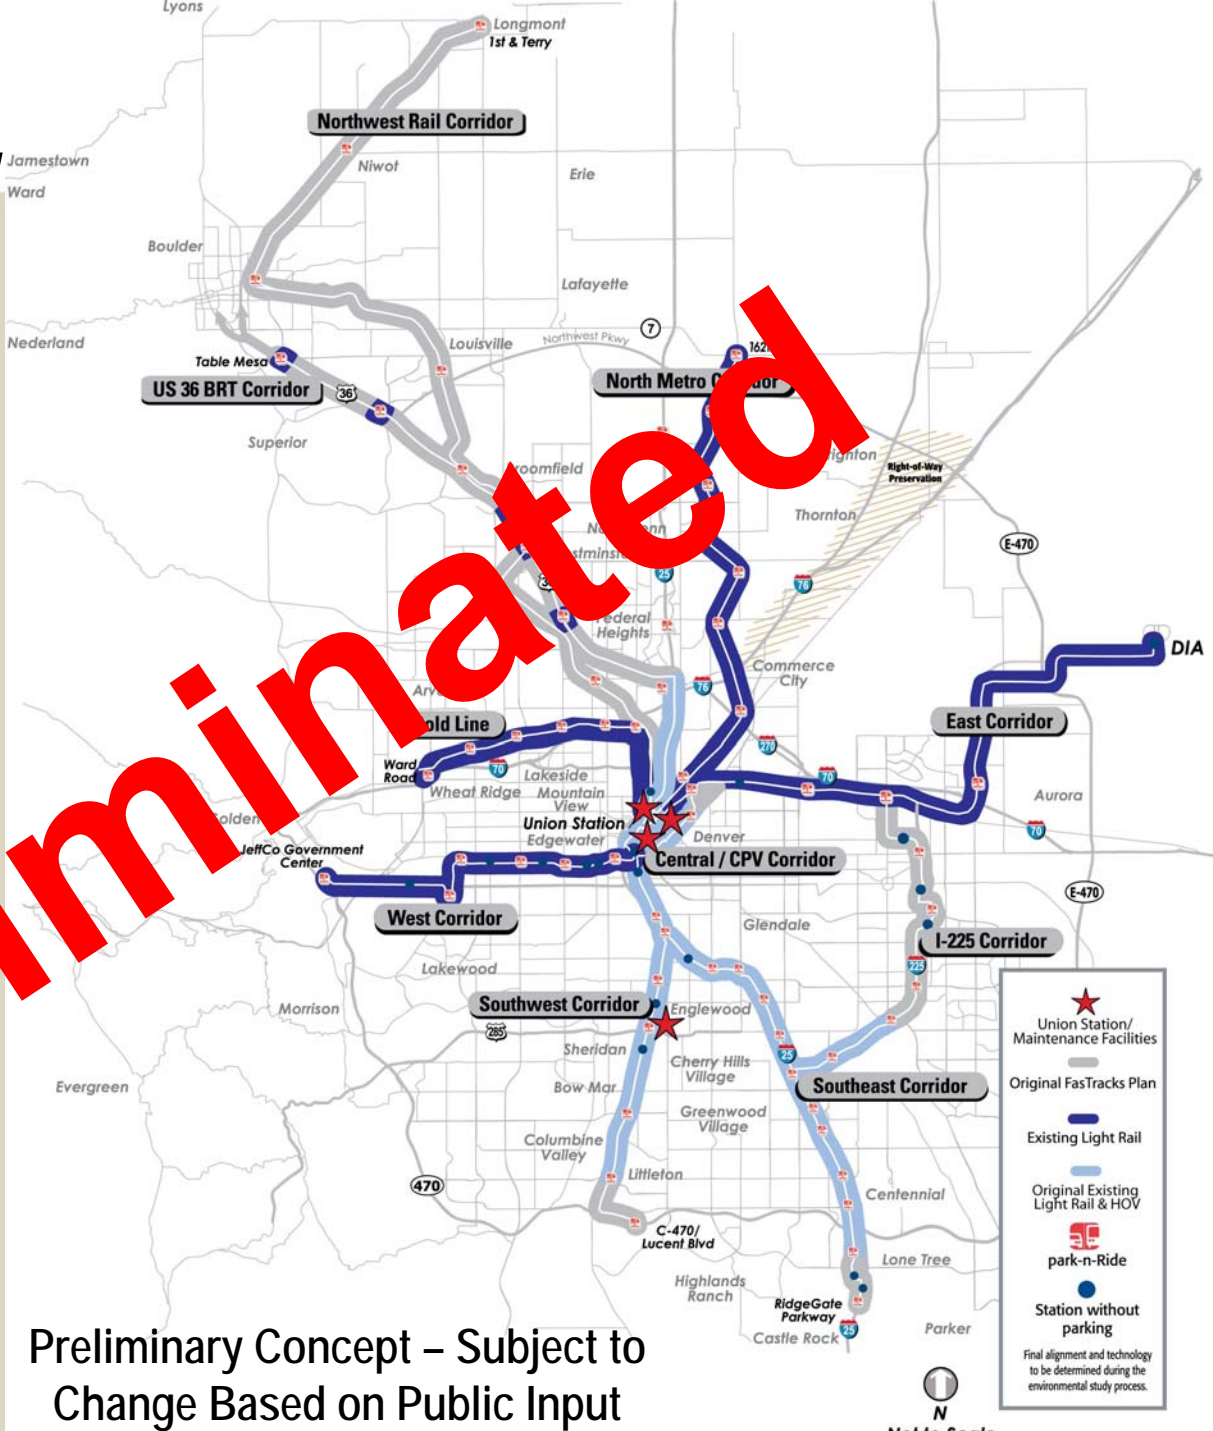 Lyons
Longmont
1st & Terry
Northwest Rail Corridor
Jamestown
Niwot
Erie
Ward
Boulder
Lafayette
7
Nederland
Louisville
Northwest Pkwy
Table Mesa
US 36 BRT Corridor
36
North Metro
Superior
Right-of-Way
Preservation
Thornton
E-470
25
76
Federal
Heights
minated
DIA
Commerce
City
76
East Corridor
old Line
270
Ward
Road
70
Lakeside
70
Wheat Ridge
Mountain
View
Aurora
Union Station
Edgewater
Denver
70
JeffCo Government
Center
Central / CPV Corridor
E-470
West Corridor
Glendale
I-225 Corridor
Lakewood
225
Southwest Corridor
Englewood
Morrison
285
Sheridan
25
Cherry Hills
Village
Evergreen
Bow Mar
Southeast Corridor
Greenwood
Village
Columbine
Valley
Littleton
470
Centennial
C-470/
Lucent Blvd
Lone Tree
Highlands
Ranch
RidgeGate
Parkway
Castle Rock
25
Parker
Union Station/
Maintenance Facilities
Original FasTracks Plan
Existing Light Rail
Original Existing
Light Rail & HOV
park-n-Ride
Station without
parking
Final alignment and technology
to be determined during the
environmental study process.
N
Not to Scale
Preliminary Concept – Subject to
Change Based on Public Input